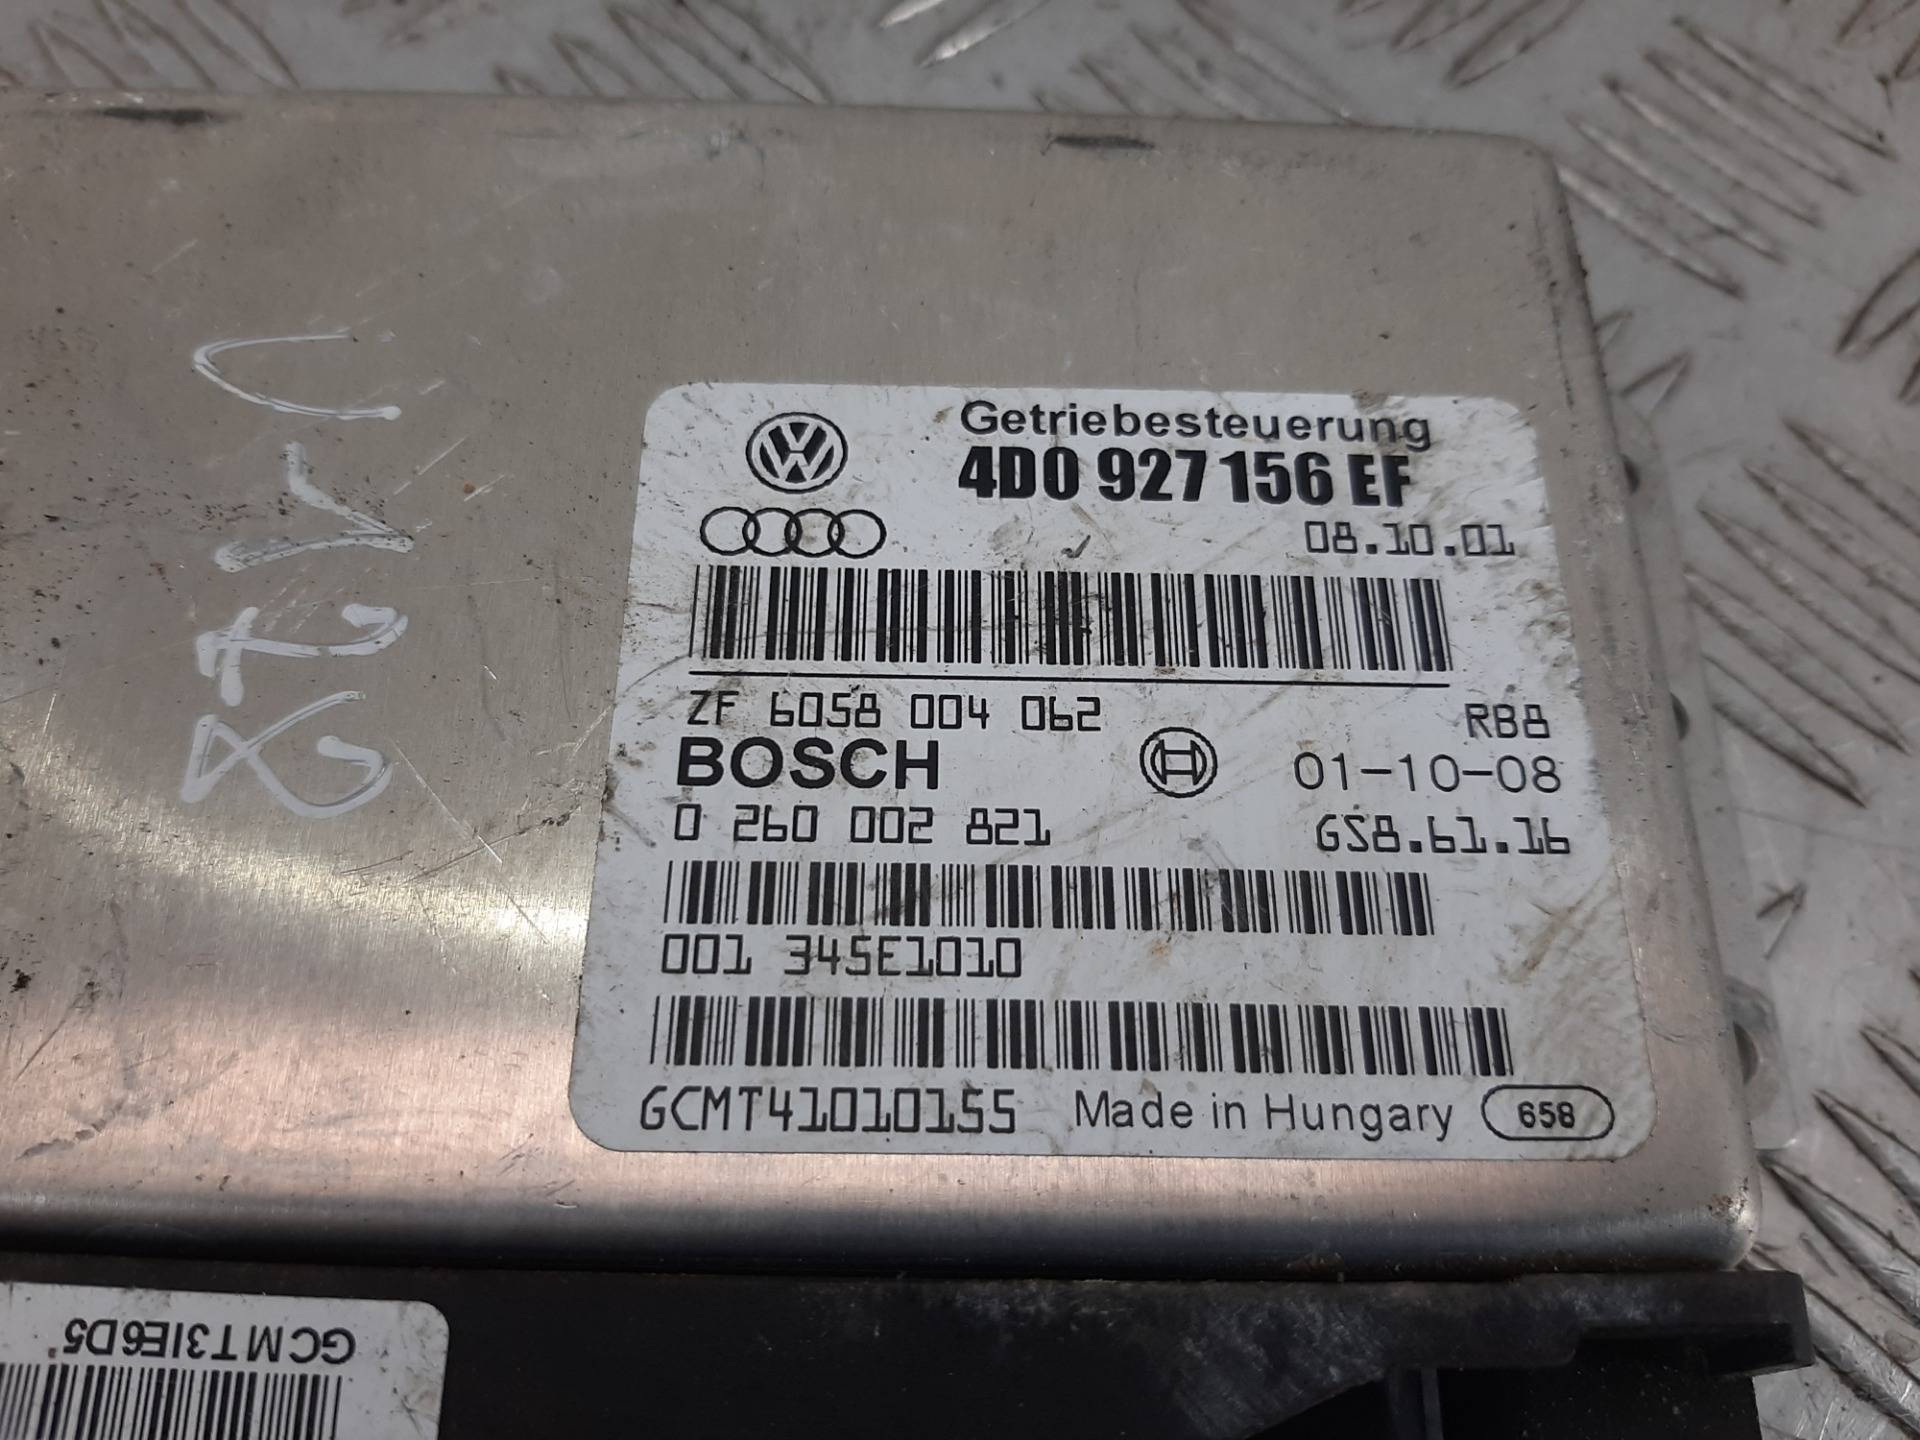 Getriebesteuerung
4D0 927 156 EF
08.10.01
ZF 6058 004 062
RB8
BOSCH
01-10-08
0 260 002 821
GS8.61.16
001 345E1010
GCMT41010155
Made in Hungary
658
GCMT31E6D5